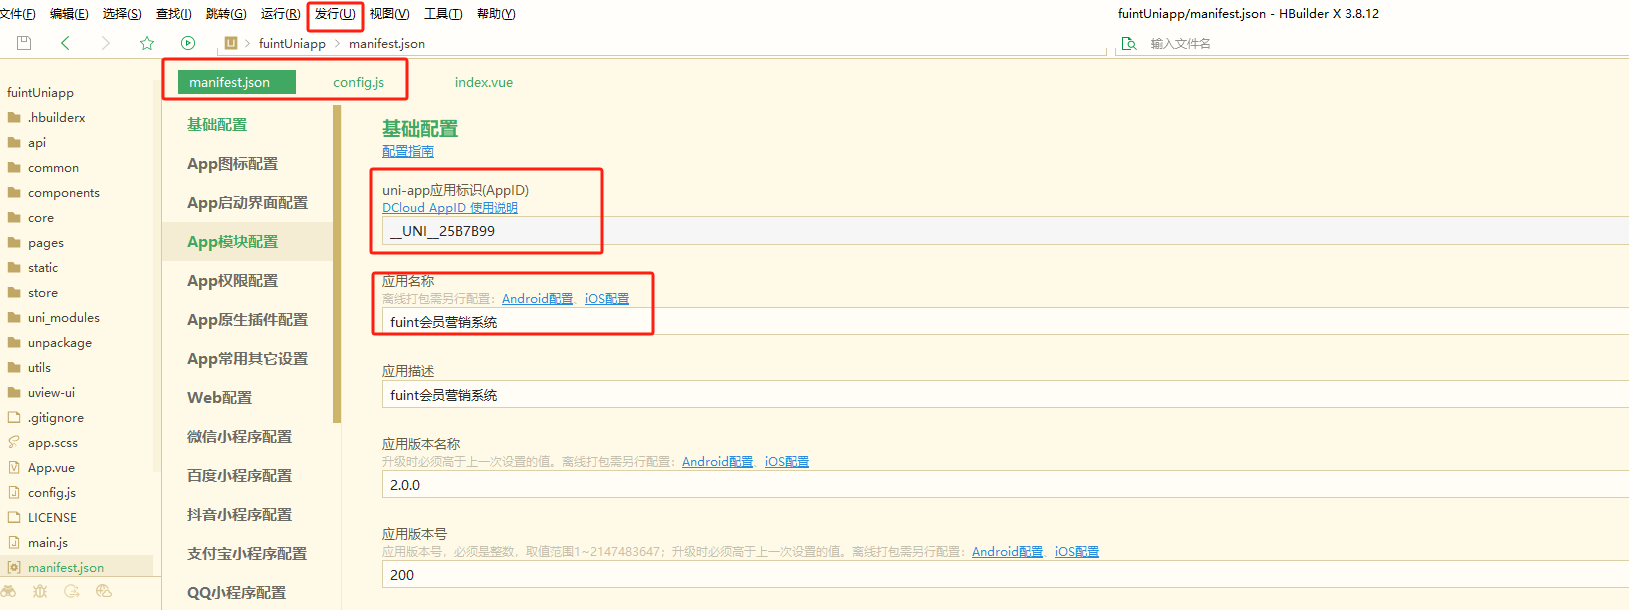 文件(F) 编辑(E) 选择(S) 查找(I) 跳转(G) 运行(R) 发行(U) 视图(V) 工具(T) 帮助(Y)
fuintUniapp/manifest.json - HBuilder X 3.8.12
U > fuintUniapp > manifest.json
输入文件名
manifest.json
config.js
index.vue
fuintUniapp
.hbuilderx
api
common
components
core
pages
static
store
uni_modules
unpackage
utils
uview-ui
.gitignore
app.scss
App.vue
config.js
LICENSE
main.js
manifest.json
基础配置
App图标配置
App启动界面配置
App模块配置
App权限配置
App原生插件配置
App常用其它设置
Web配置
微信小程序配置
百度小程序配置
抖音小程序配置
支付宝小程序配置
QQ小程序配置
基础配置
配置指南
uni-app应用标识(AppID)
DCloud AppID 使用说明
__UNI__25B7B99
应用名称
离线打包需另行配置：Android配置、iOS配置
fuint会员营销系统
应用描述
fuint会员营销系统
应用版本名称
升级时必须高于上一次设置的值。离线打包需另行配置：Android配置、iOS配置
2.0.0
应用版本号
应用版本号，必须是整数，取值范围1~2147483647；升级时必须高于上一次设置的值。离线打包需另行配置：Android配置、iOS配置
200